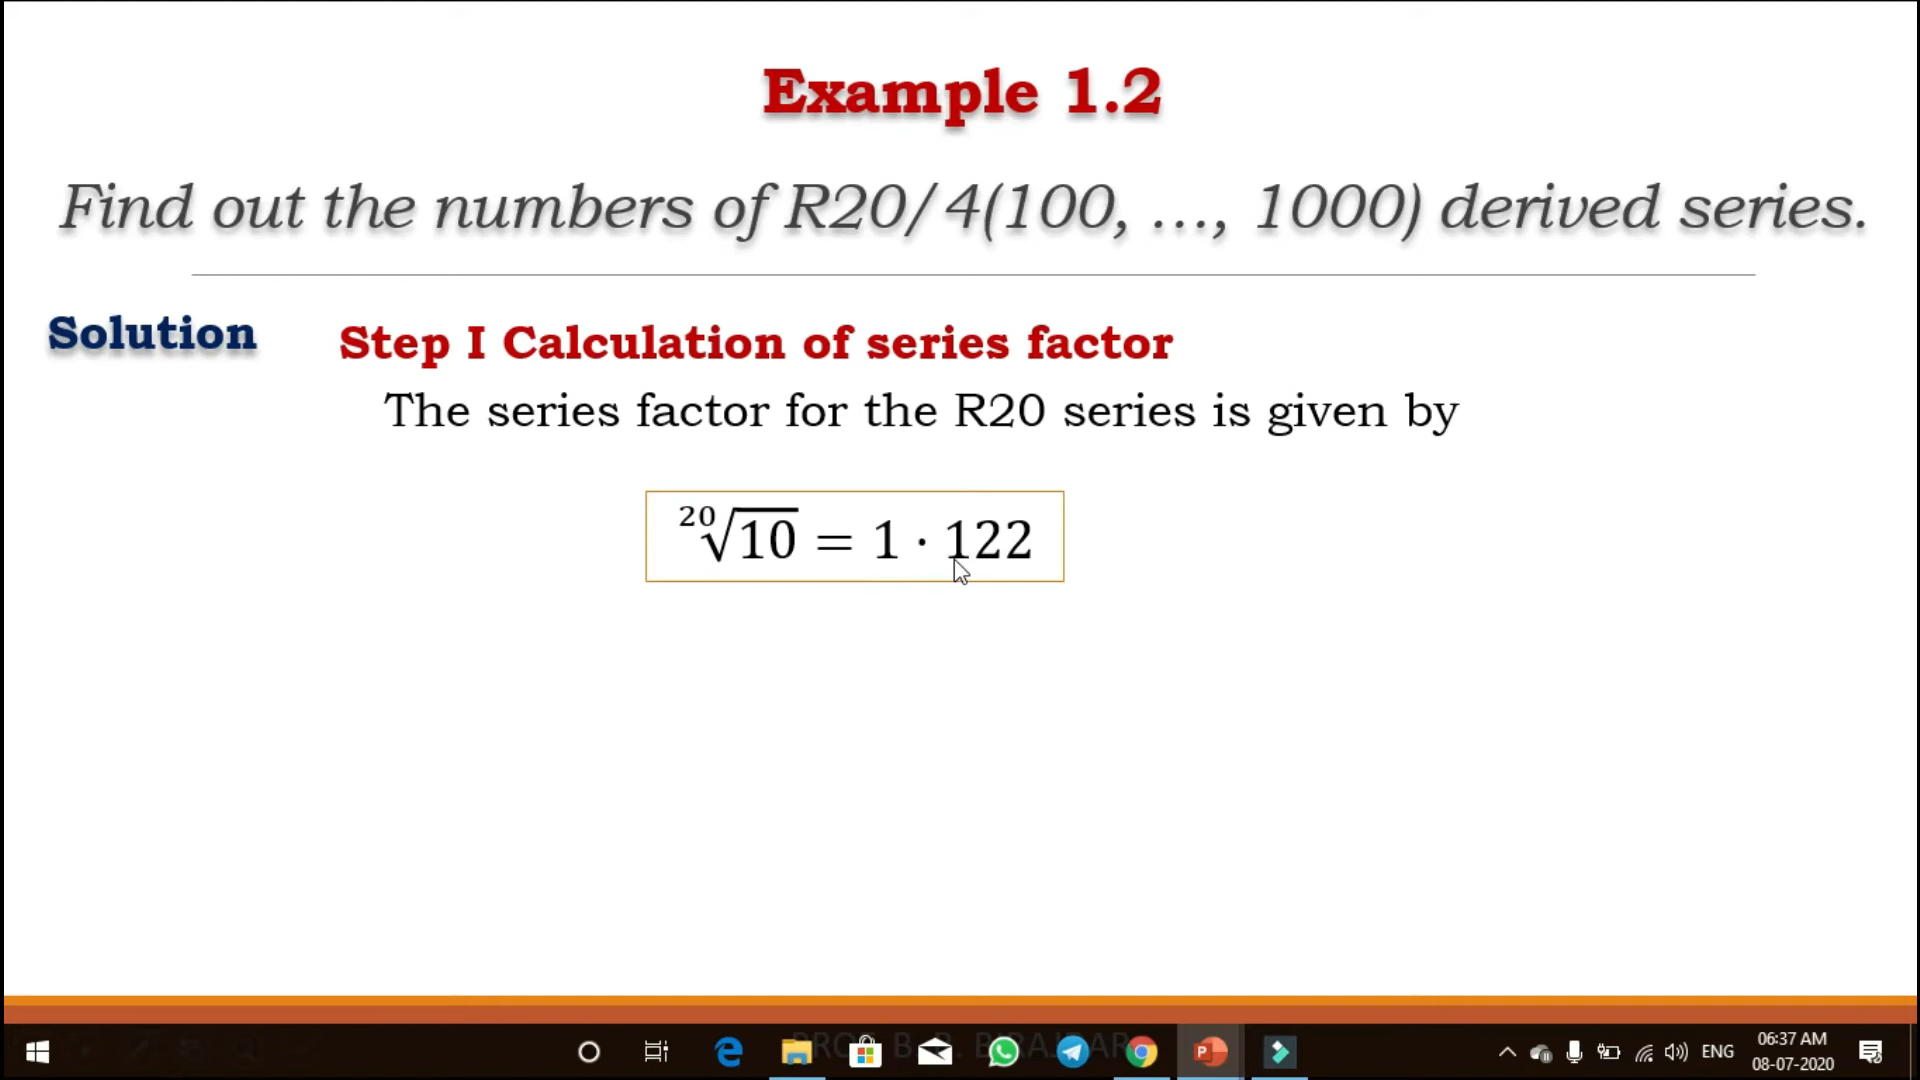 Example 1.2
Find out the numbers of R20/4(100, ..., 1000) derived series.
Solution
Step I Calculation of series factor
The series factor for the R20 series is given by
²⁰√10 = 1 · 122
PROF. B. B. BIRAJDAR
ENG
06:37 AM
08-07-2020